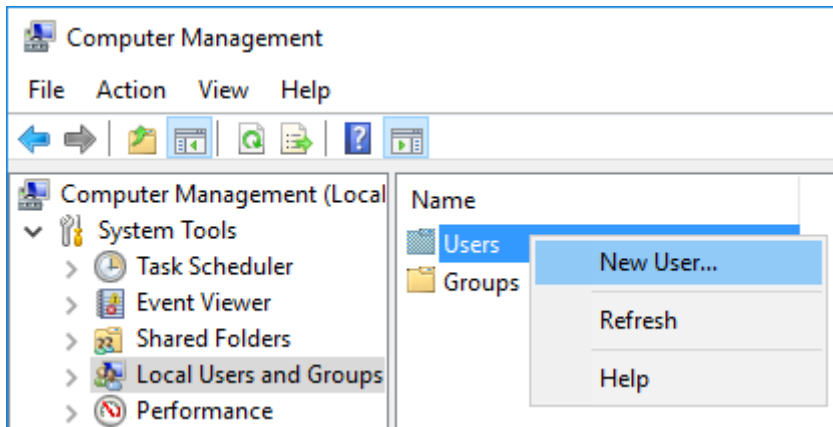 Computer Management
File Action View Help
Computer Management (Local
System Tools
Task Scheduler
Event Viewer
Shared Folders
Local Users and Groups
Performance
Name
Users
Groups
New User...
Refresh
Help